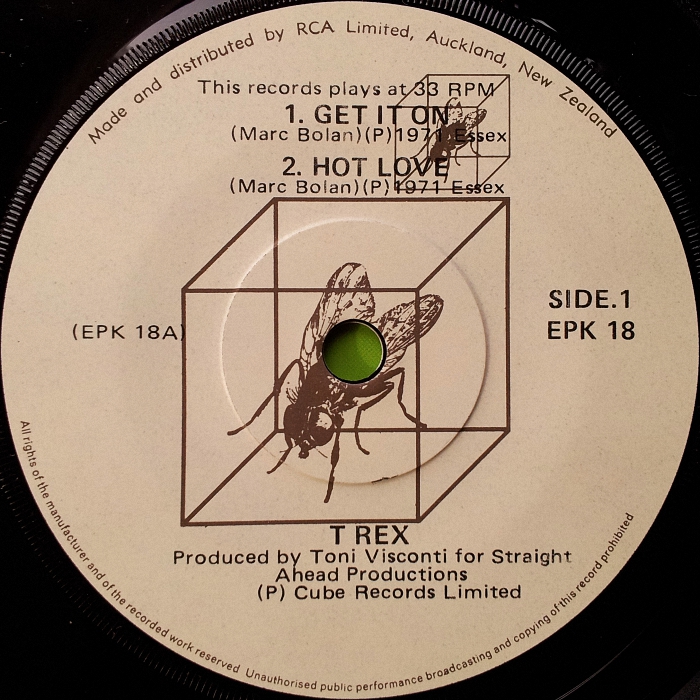 Made and distributed by RCA Limited, Auckland, New Zealand
This records plays at 33 RPM
1. GET IT ON
(Marc Bolan)(P)1971 Essex
2. HOT LOVE
(Marc Bolan)(P)1971 Essex
SIDE.1
(EPK 18A)
EPK 18
T REX
Produced by Toni Visconti for Straight
Ahead Productions
(P) Cube Records Limited
All rights of the manufacturer and of the recorded work reserved Unauthorised public performance broadcasting and copying of this record prohibited